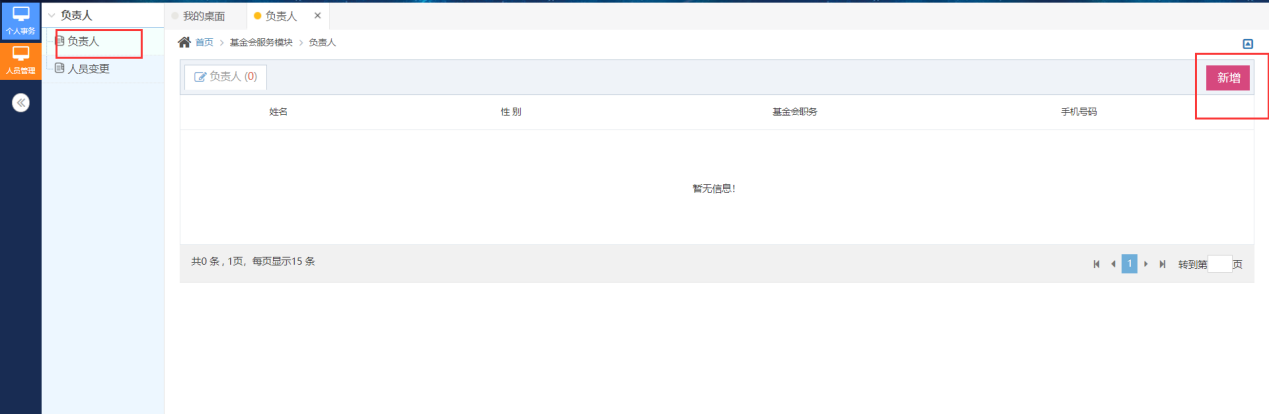 个人事务
人员管理
负责人
负责人
人员变更
我的桌面 负责人 ×
首页 > 基金会服务模块 > 负责人
负责人 (0)
新增
姓名 性 别 基金会职务 手机号码
暂无信息!
共0 条 , 1页, 每页显示15 条
1 转到第 页